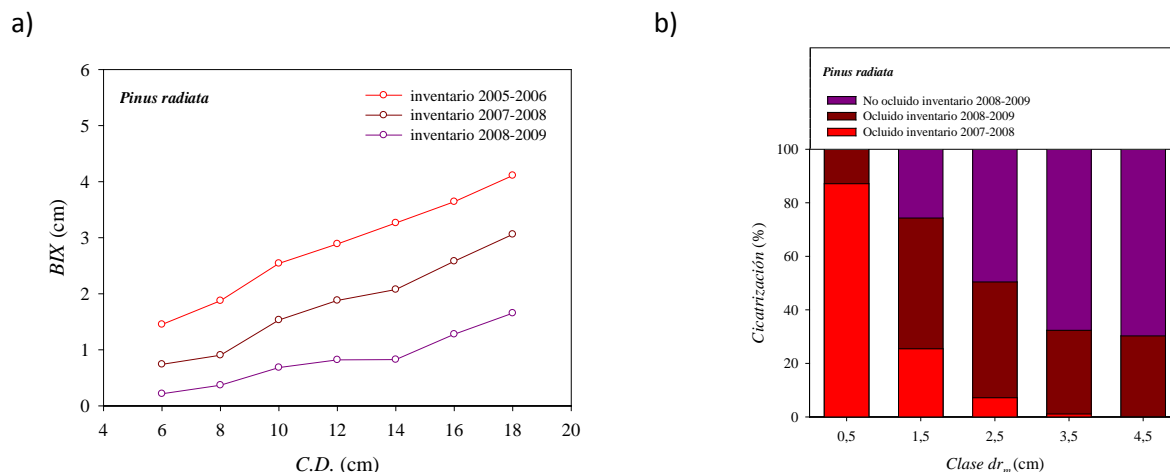 a)
6
5
4
3
2
1
0
BIX (cm)
Pinus radiata
inventario 2005-2006
inventario 2007-2008
inventario 2008-2009
4 6 8 10 12 14 16 18 20
C.D. (cm)
b)
Pinus radiata
No ocluido inventario 2008-2009
Ocluido inventario 2008-2009
Ocluido inventario 2007-2008
100
80
60
40
20
0
Cicatrización (%)
0,5 1,5 2,5 3,5 4,5
Clase drm (cm)